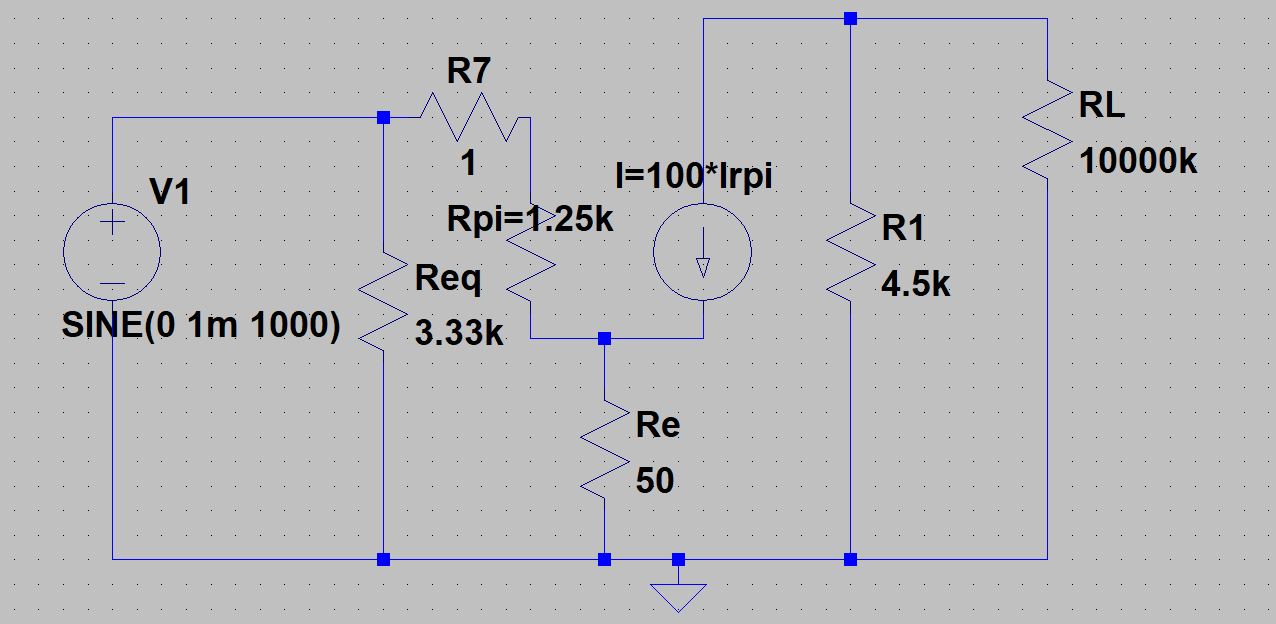 R7
1
V1
SINE(0 1m 1000)
Req
3.33k
Rpi=1.25k
I=100*Irpi
R1
4.5k
RL
10000k
Re
50